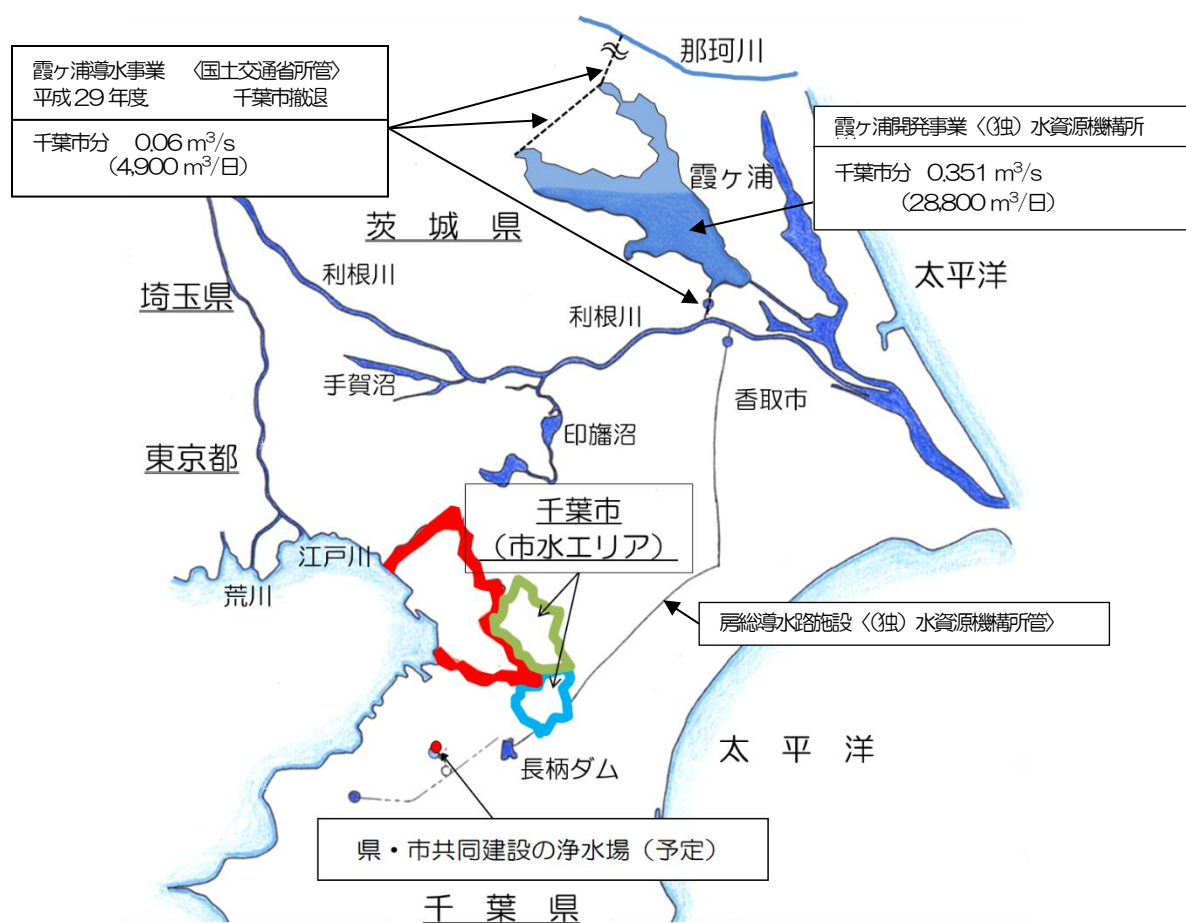 那珂川
霞ヶ浦導水事業 〈国土交通省所管〉
平成29年度 千葉市撤退
千葉市分 0.06 m³/s
(4,900 m³/日)
霞ヶ浦開発事業〈(独)水資源機構所
千葉市分 0.351 m³/s
(28,800 m³/日)
霞ヶ浦
茨城県
太平洋
利根川
埼玉県
利根川
手賀沼
香取市
印旛沼
東京都
千葉市
(市水エリア)
江戸川
荒川
房総導水路施設〈(独)水資源機構所管〉
太平洋
長柄ダム
県・市共同建設の浄水場(予定)
千葉県